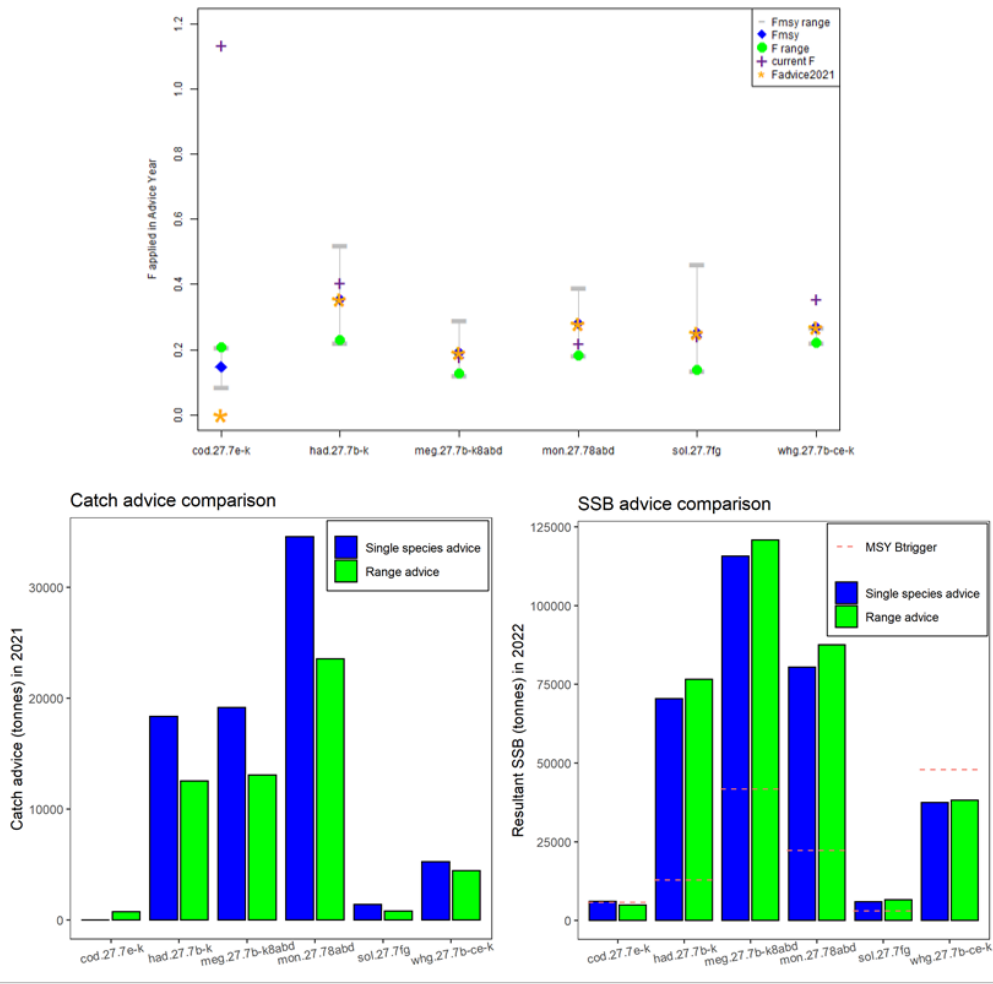 Fmsy range
Fmsy
F range
current F
Fadvice2021
F applied in Advice Year
1.2
1.0
0.8
0.6
0.4
0.2
0.0
cod.27.7e-k
had.27.7b-k
meg.27.7b-k8abd
mon.27.78abd
sol.27.7fg
whg.27.7b-ce-k
Catch advice comparison
Single species advice
Range advice
Catch advice (tonnes) in 2021
30000
20000
10000
0
cod.27.7e-k
had.27.7b-k
meg.27.7b-k8abd
mon.27.78abd
sol.27.7fg
whg.27.7b-ce-k
SSB advice comparison
MSY Btrigger
Single species advice
Range advice
Resultant SSB (tonnes) in 2022
125000
100000
75000
50000
25000
0
cod.27.7e-k
had.27.7b-k
meg.27.7b-k8abd
mon.27.78abd
sol.27.7fg
whg.27.7b-ce-k